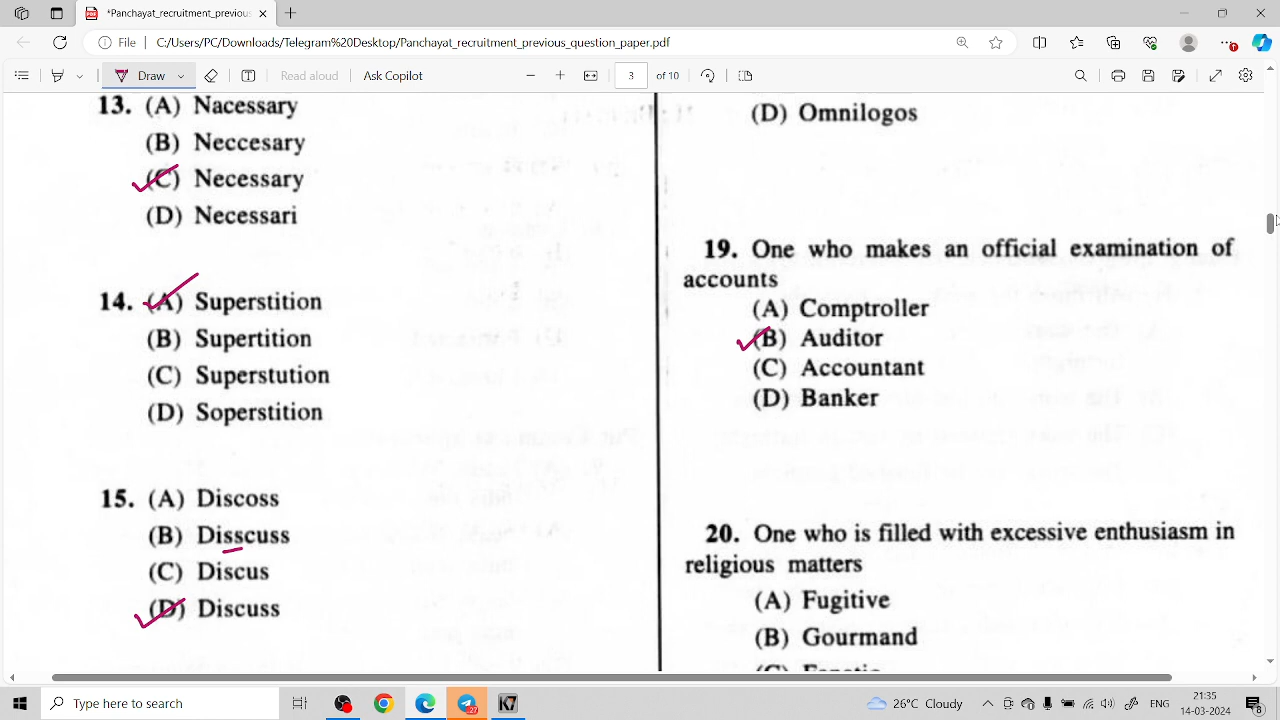 *Panchayat_recruitment_previous
File
C:/Users/PC/Downloads/Telegram%20Desktop/Panchayat_recruitment_previous_question_paper.pdf
Draw
Read aloud
Ask Copilot
3
of 10
13. (A) Nacessary
(B) Neccesary
(C) Necessary
(D) Necessari
14. (A) Superstition
(B) Supertition
(C) Superstution
(D) Soperstition
15. (A) Discoss
(B) Disscuss
(C) Discus
(D) Discuss
(D) Omnilogos
19. One who makes an official examination of
accounts
(A) Comptroller
(B) Auditor
(C) Accountant
(D) Banker
20. One who is filled with excessive enthusiasm in
religious matters
(A) Fugitive
(B) Gourmand
(C) Fanatic
Type here to search
K7
26°C Cloudy
ENG
21:35
14-08-2024